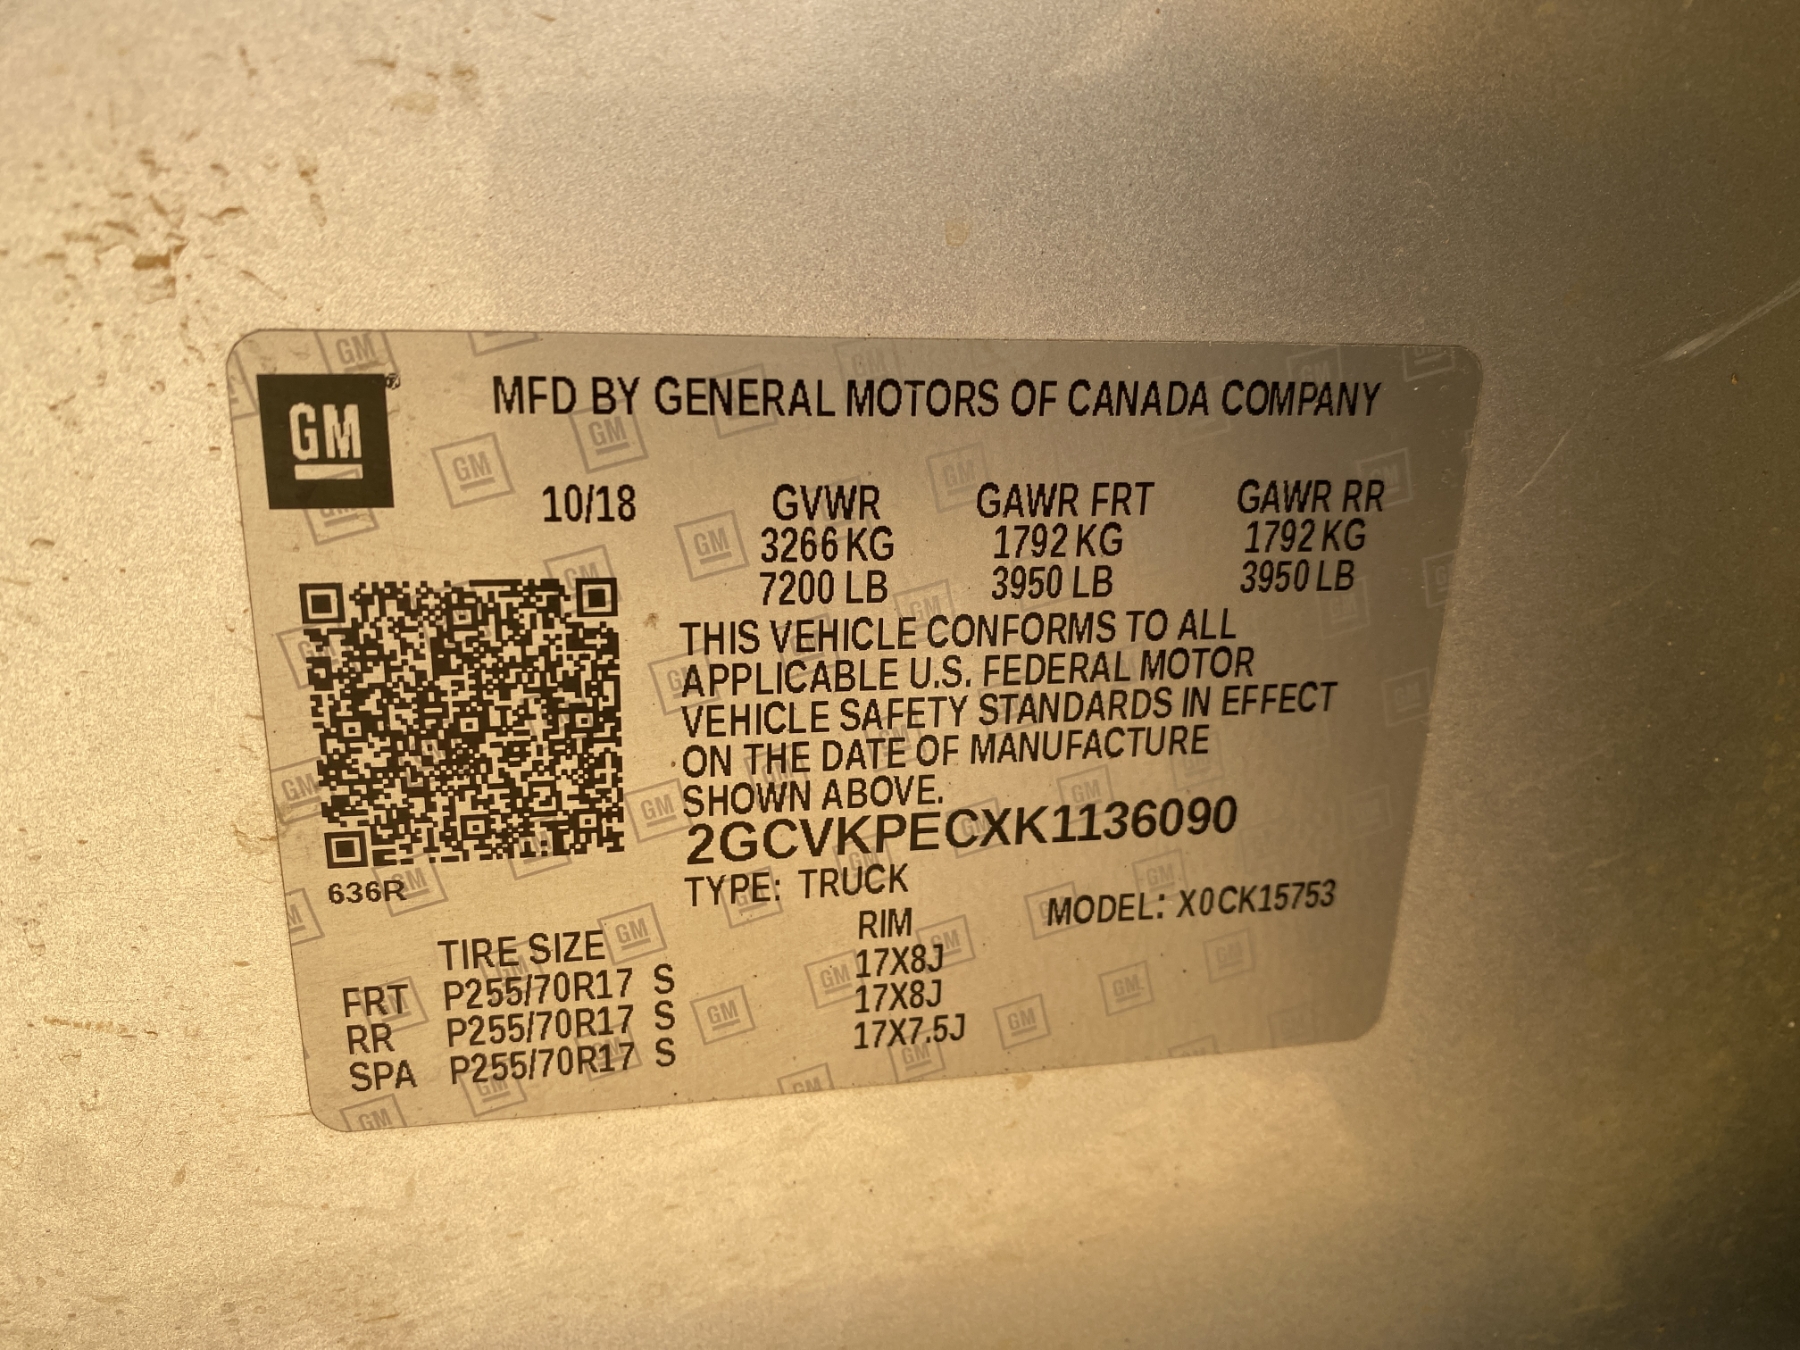 GM
MFD BY GENERAL MOTORS OF CANADA COMPANY
10/18 GVWR GAWR FRT GAWR RR
3266 KG 1792 KG 1792 KG
7200 LB 3950 LB 3950 LB
THIS VEHICLE CONFORMS TO ALL
APPLICABLE U.S. FEDERAL MOTOR
VEHICLE SAFETY STANDARDS IN EFFECT
ON THE DATE OF MANUFACTURE
SHOWN ABOVE.
2GCVKPECXK1136090
636R
TYPE: TRUCK MODEL: X0CK15753
TIRE SIZE RIM
FRT P255/70R17 S 17X8J
RR P255/70R17 S 17X8J
SPA P255/70R17 S 17X7.5J